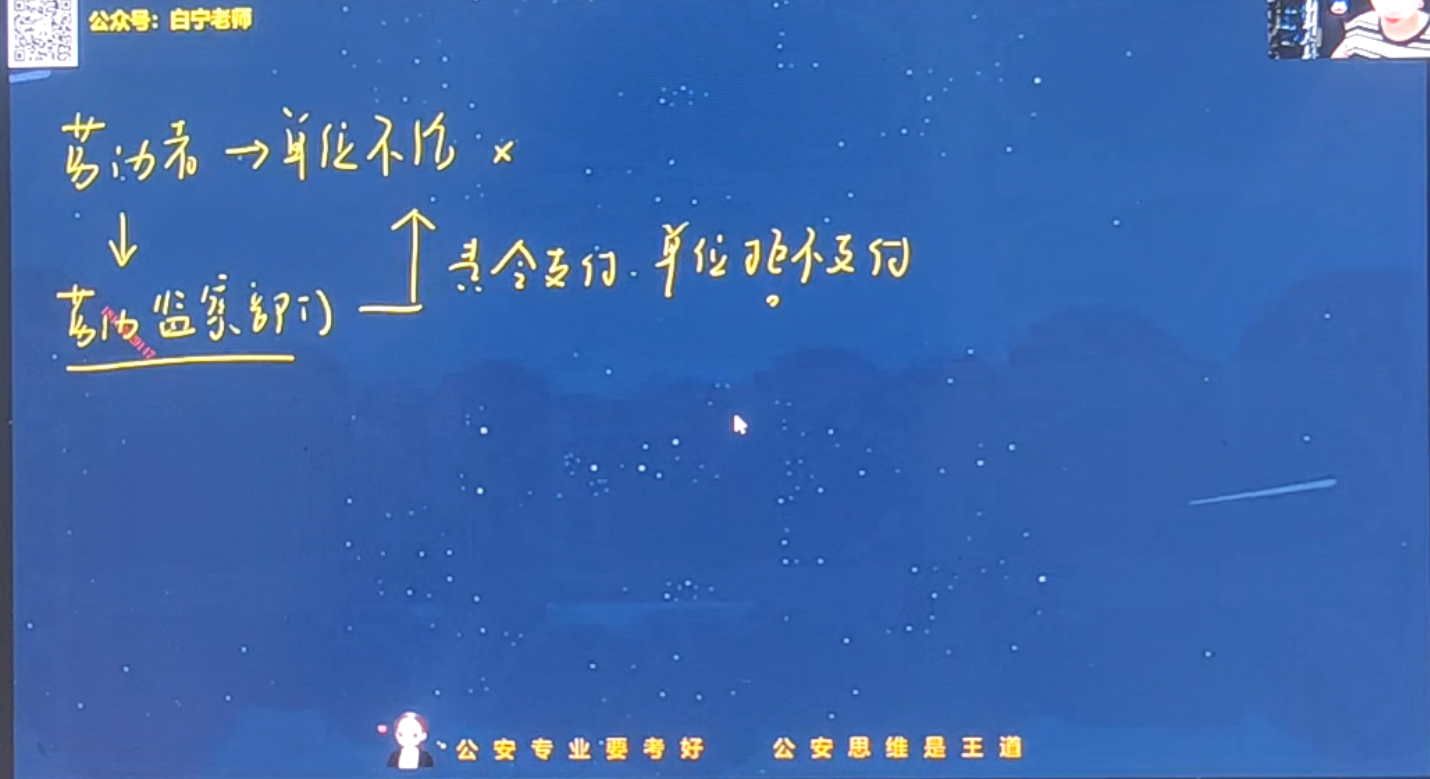 公众号：白宁老师
劳动者→单位不给 ×
↓
↑ 责令支付.单位拒不支付。
劳动监察部门
公安专业要考好 公安思维是王道